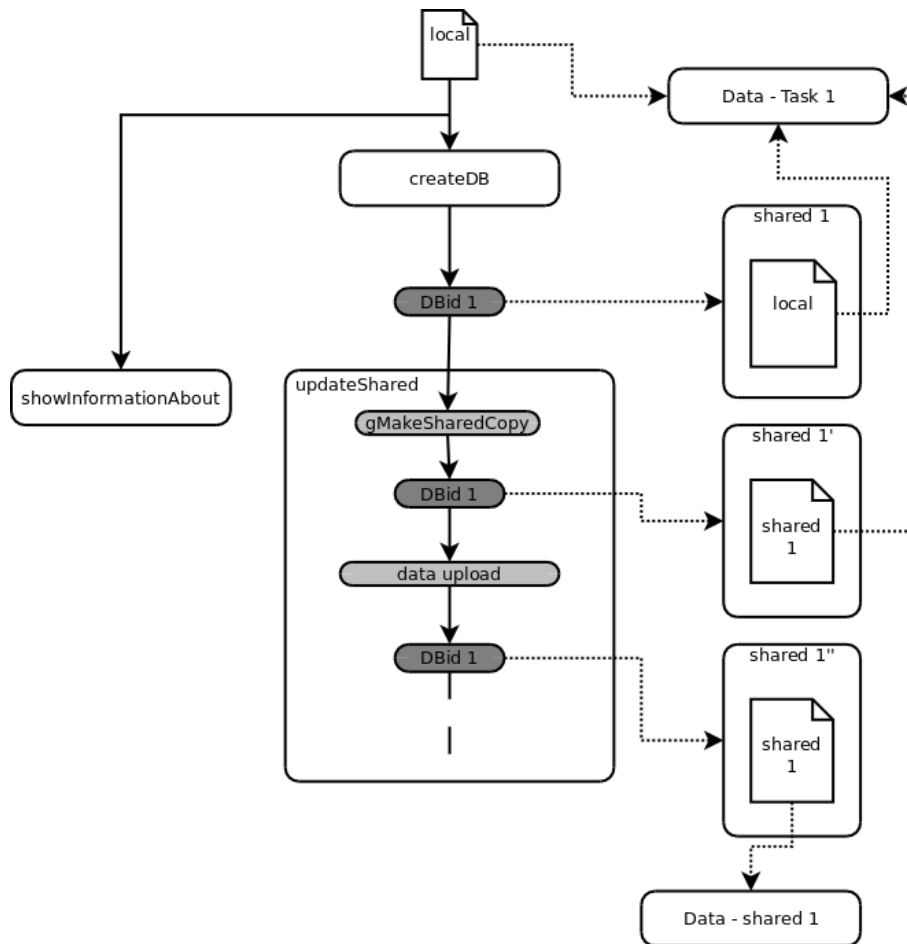 local
Data - Task 1
createDB
shared 1
DBid 1
local
updateShared
showInformationAbout
gMakeSharedCopy
shared 1'
DBid 1
shared
1
data upload
DBid 1
shared 1"
shared
1
Data - shared 1